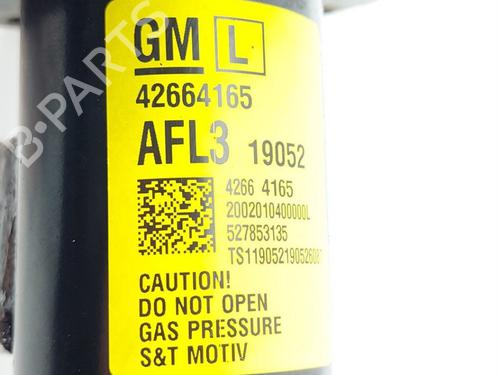 GM L
42664165
AFL3 19052
4266 4165
2002010400000L
527853135
CAUTION!
DO NOT OPEN
GAS PRESSURE
S&T MOTIV
B-PARTS